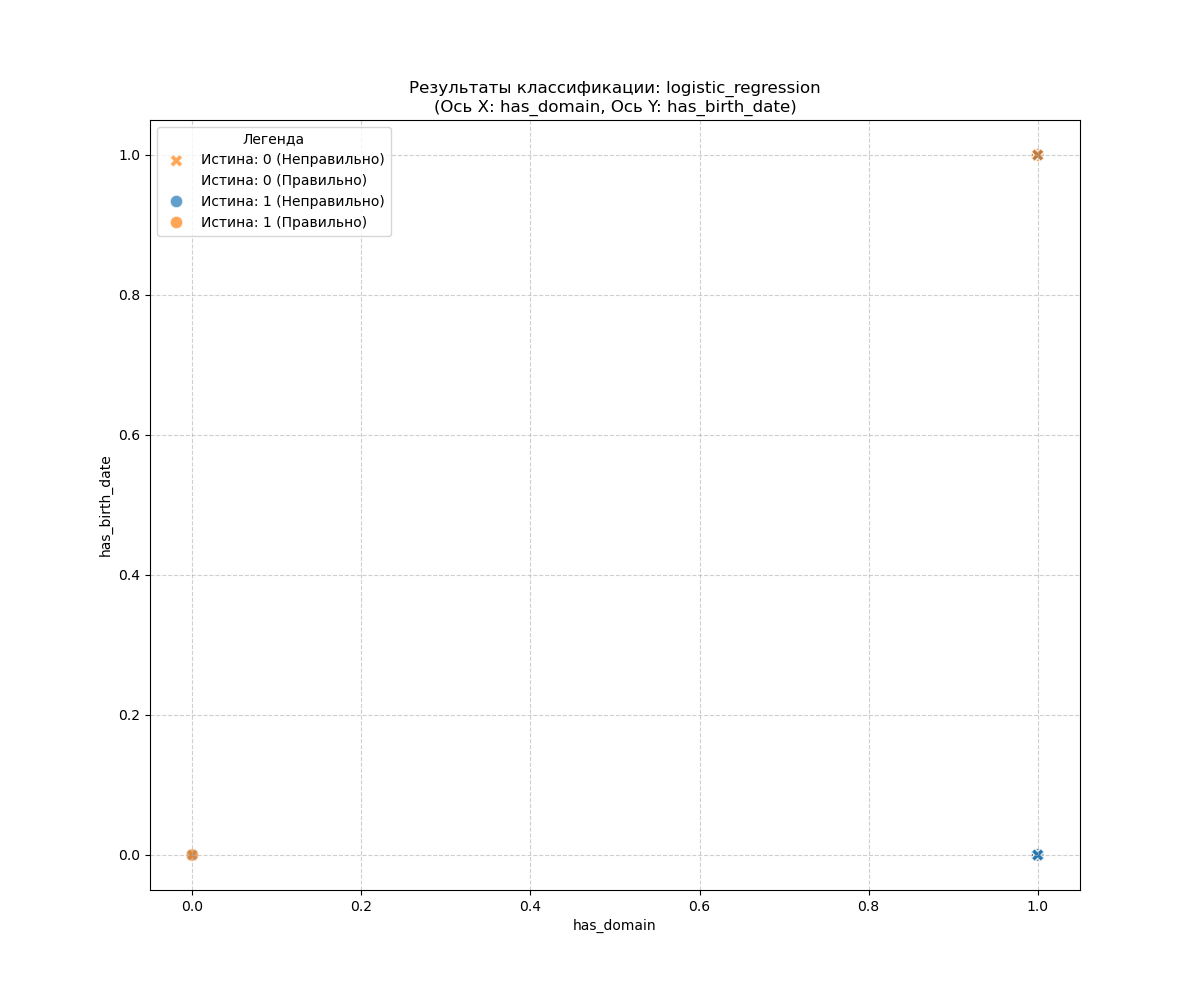 Результаты классификации: logistic_regression
(Ось X: has_domain, Ось Y: has_birth_date)
Легенда
Истина: 0 (Неправильно)
Истина: 0 (Правильно)
Истина: 1 (Неправильно)
Истина: 1 (Правильно)
1.0
0.8
0.6
0.4
0.2
0.0
has_birth_date
0.0
0.2
0.4
0.6
0.8
1.0
has_domain